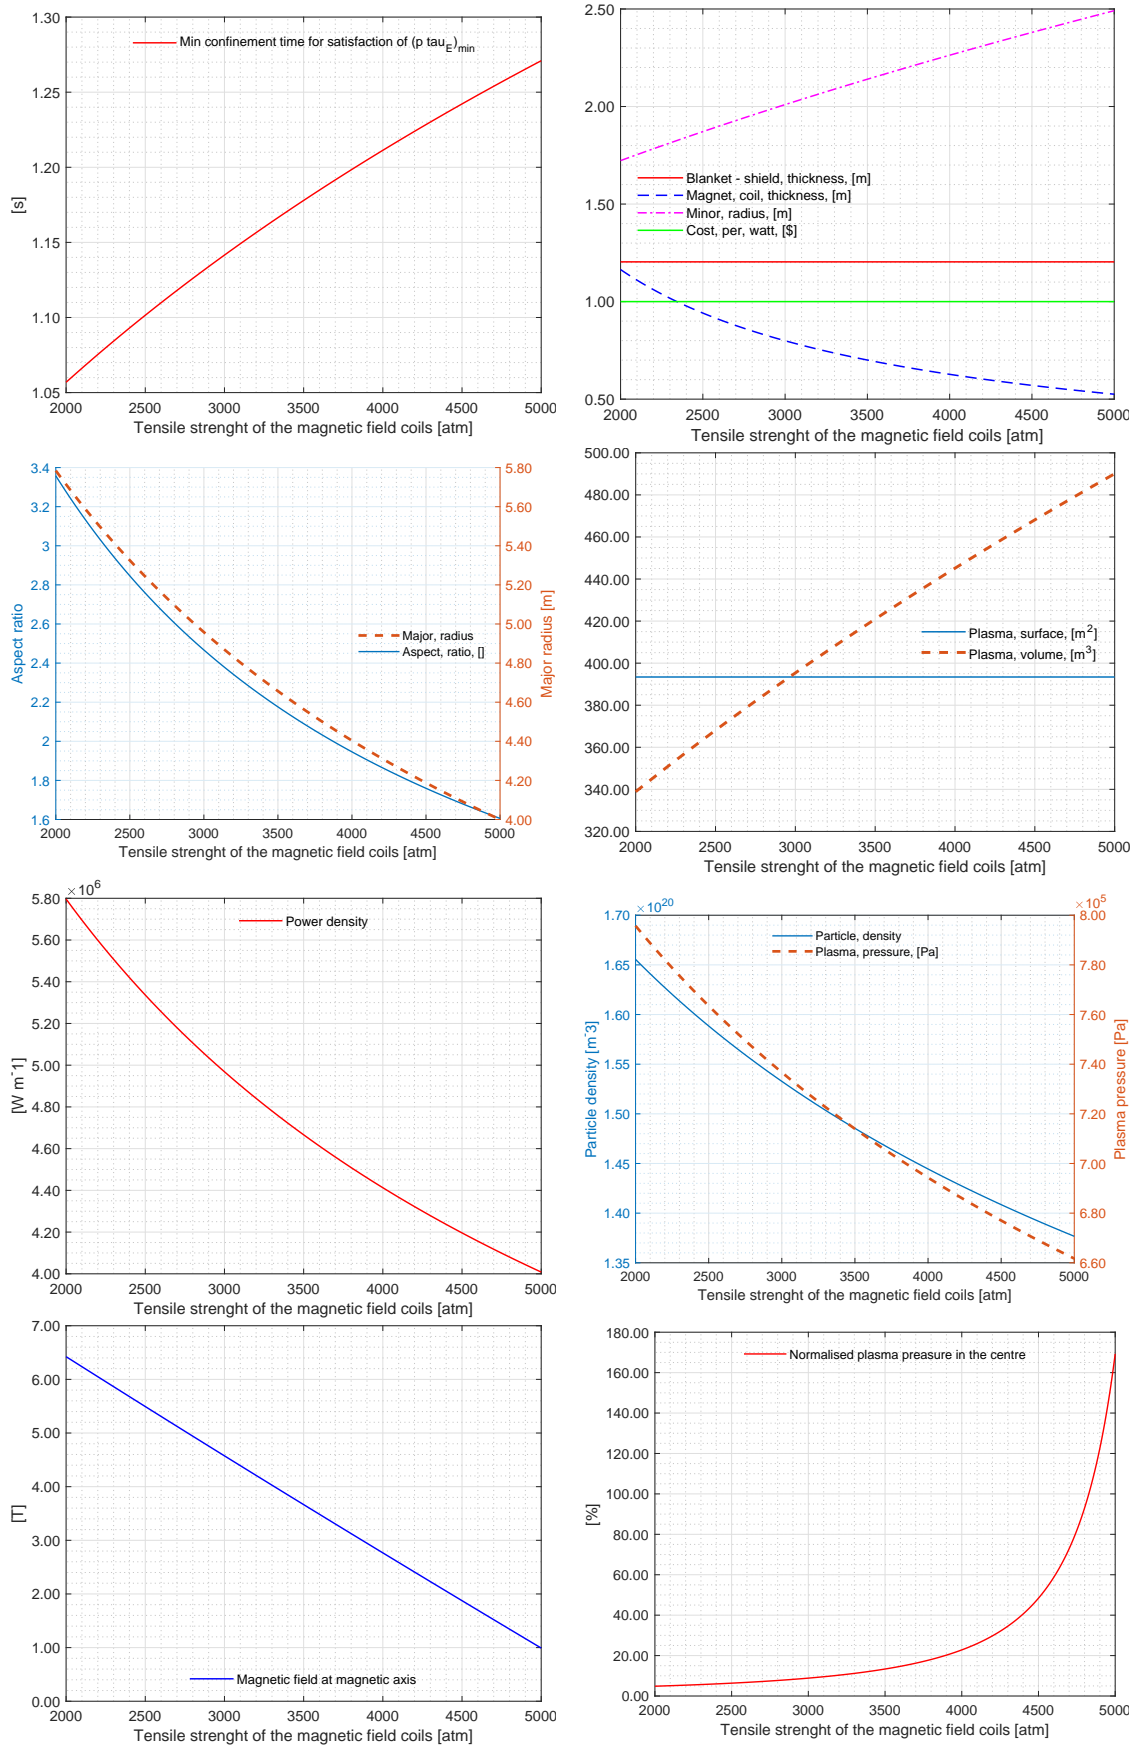 1.30
1.25
1.20
1.15
1.10
1.05
[s]
Min confinement time for satisfaction of (p tau_E)_min
2000 2500 3000 3500 4000 4500 5000
Tensile strenght of the magnetic field coils [atm]
2.50
2.00
1.50
1.00
0.50
Blanket - shield, thickness, [m]
Magnet, coil, thickness, [m]
Minor, radius, [m]
Cost, per, watt, [$]
2000 2500 3000 3500 4000 4500 5000
Tensile strenght of the magnetic field coils [atm]
3.4
3.2
3
2.8
2.6
2.4
2.2
2
1.8
1.6
Aspect ratio
Major, radius
Aspect, ratio, []
5.80
5.60
5.40
5.20
5.00
4.80
4.60
4.40
4.20
4.00
Major radius [m]
2000 2500 3000 3500 4000 4500 5000
Tensile strenght of the magnetic field coils [atm]
500.00
480.00
460.00
440.00
420.00
400.00
380.00
360.00
340.00
320.00
Plasma, surface, [m²]
Plasma, volume, [m³]
2000 2500 3000 3500 4000 4500 5000
Tensile strenght of the magnetic field coils [atm]
×10⁶
5.80
5.60
5.40
5.20
5.00
4.80
4.60
4.40
4.20
4.00
[W m⁻1]
Power density
2000 2500 3000 3500 4000 4500 5000
Tensile strenght of the magnetic field coils [atm]
×10²⁰
1.70
1.65
1.60
1.55
1.50
1.45
1.40
1.35
Particle density [m⁻3]
Particle, density
Plasma, pressure, [Pa]
×10⁵
8.00
7.80
7.60
7.40
7.20
7.00
6.80
6.60
Plasma pressure [Pa]
2000 2500 3000 3500 4000 4500 5000
Tensile strenght of the magnetic field coils [atm]
7.00
6.00
5.00
4.00
3.00
2.00
1.00
0.00
[T]
Magnetic field at magnetic axis
2000 2500 3000 3500 4000 4500 5000
Tensile strenght of the magnetic field coils [atm]
180.00
160.00
140.00
120.00
100.00
80.00
60.00
40.00
20.00
0.00
[%]
Normalised plasma preasure in the centre
2000 2500 3000 3500 4000 4500 5000
Tensile strenght of the magnetic field coils [atm]